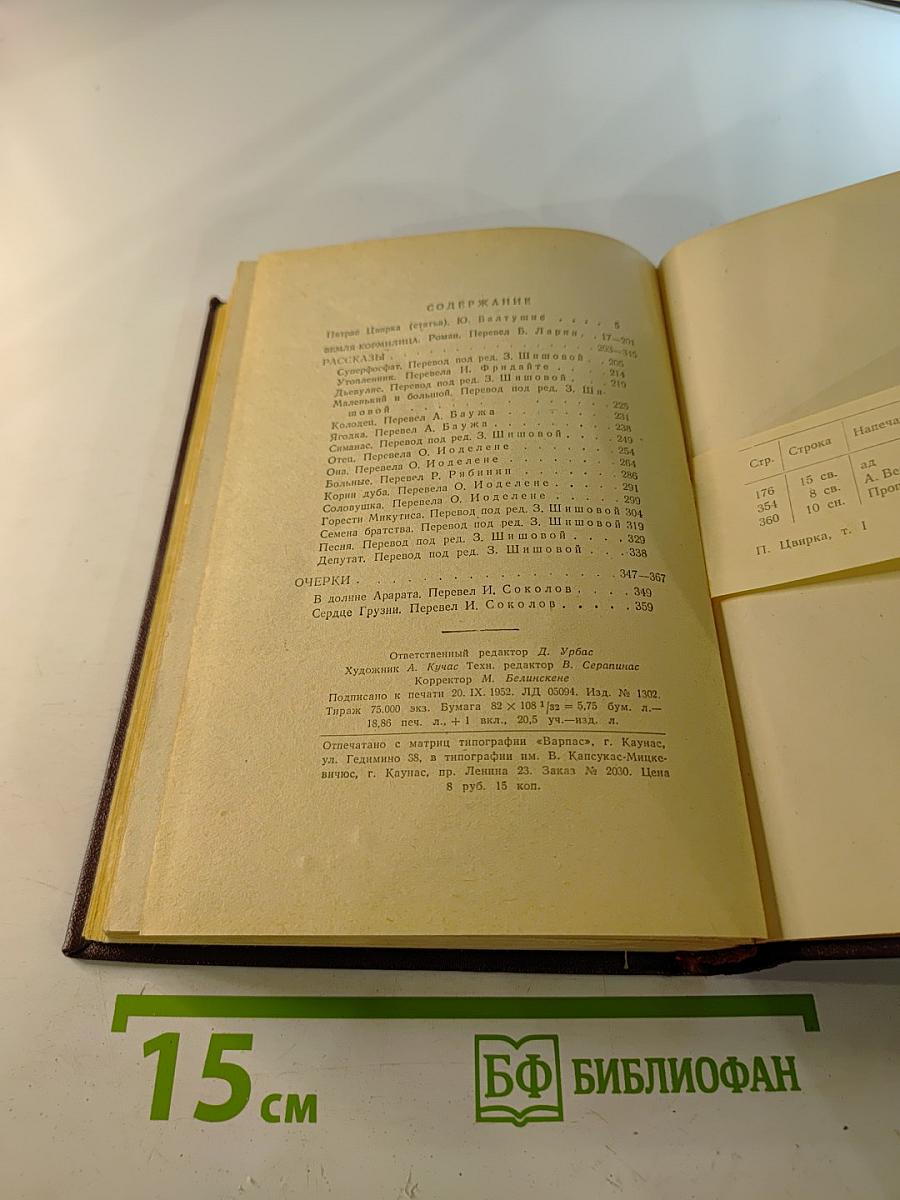 СОДЕРЖАНИЕ
Петрас Цвирка (статья). Ю. Балтушис . . . . 5
ЗЕМЛЯ-КОРМИЛИЦА. Роман. Перевел Б. Ларин. . 17—201
РАССКАЗЫ . . . . . . . . . . 203—345
Суперфосфат. Перевод под ред. З. Шишовой . . 205
Утопленник. Перевела И. Фридайте . . . . 214
Дьевулис. Перевод под ред. З. Шишовой . . . 219
Маленький и большой. Перевод под ред. З. Ши-
шовой . . . . . . . . . . 225
Колодец. Перевел А. Баужа . . . . . . 231
Ягодка. Перевел А. Баужа . . . . . . 238
Симанас. Перевод под ред. З. Шишовой . . . . 249
Отец. Перевела О. Иоделене . . . . . . 254
Она. Перевела О. Иоделене . . . . . . 264
Больные. Перевел Р. Рябинин . . . . . . 286
Корни дуба. Перевела О. Иоделене . . . . . 291
Соловушка. Перевела О. Иоделене . . . . . 299
Горести Микутиса. Перевод под ред. З. Шишовой 304
Семена братства. Перевод под ред. З. Шишовой 319
Песня. Перевод под ред. З. Шишовой . . . . 329
Депутат. Перевод под ред. З. Шишовой . . . 338
ОЧЕРКИ . . . . . . . . . . . . 347—367
В долине Арарата. Перевел И. Соколов . . . . 349
Сердце Грузии. Перевел И. Соколов . . . . . 359
Ответственный редактор Д. Урбас
Художник А. Кучас Техн. редактор В. Серапинас
Корректор М. Белинскене
Подписано к печати 20. IX. 1952. ЛД 05094. Изд. № 1302.
Тираж 75.000 экз. Бумага 82 × 108 1/32 = 5,75 бум. л.—
18,86 печ. л., + 1 вкл., 20,5 уч.—изд. л.
Отпечатано с матриц типографии «Варпас», г. Каунас,
ул. Гедимино 38, в типографии им. В. Капсукас-Мицке-
вичюс, г. Каунас, пр. Ленина 23. Заказ № 2030. Цена
8 руб. 15 коп.
Стр. Строка Напеча
176 15 св. ад
354 8 св. А. Ве
360 10 сн. Прог
П. Цвирка, т. I
15 см
БФ БИБЛИОФАН